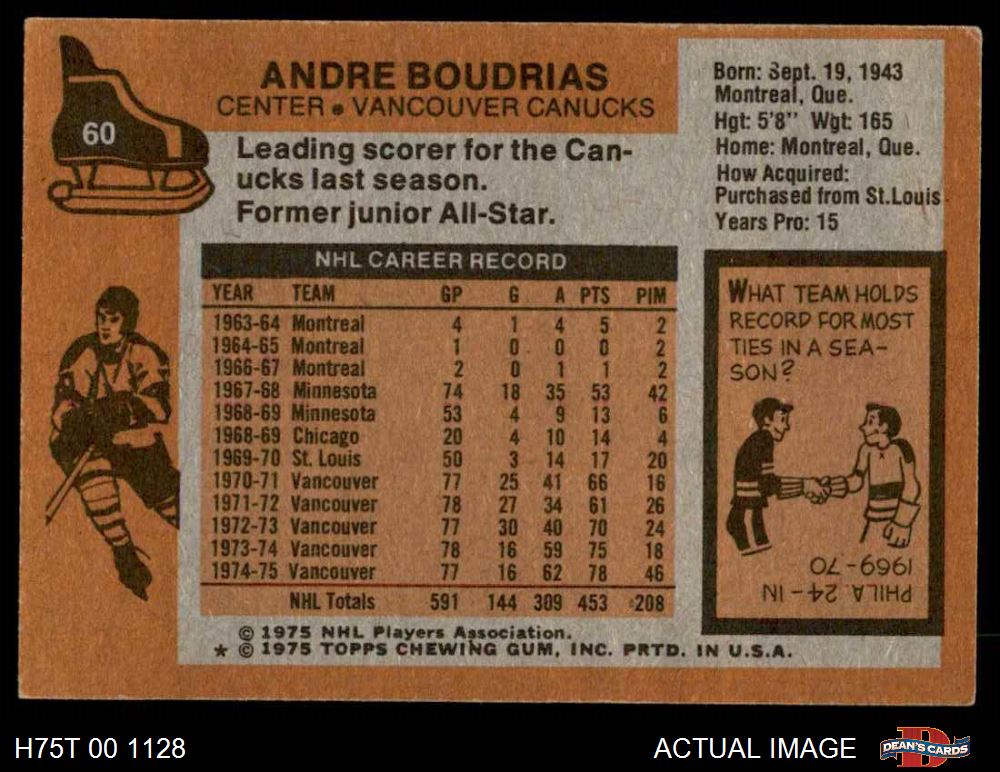 60
ANDRE BOUDRIAS
CENTER • VANCOUVER CANUCKS
Leading scorer for the Can-
ucks last season.
Former junior All-Star.
Born: Sept. 19, 1943
Montreal, Que.
Hgt: 5'8" Wgt: 165
Home: Montreal, Que.
How Acquired:
Purchased from St.Louis
Years Pro: 15
NHL CAREER RECORD
YEAR TEAM GP G A PTS PIM
1963-64 Montreal 4 1 4 5 2
1964-65 Montreal 1 0 0 0 2
1966-67 Montreal 2 0 1 1 2
1967-68 Minnesota 74 18 35 53 42
1968-69 Minnesota 53 4 9 13 6
1968-69 Chicago 20 4 10 14 4
1969-70 St. Louis 50 3 14 17 20
1970-71 Vancouver 77 25 41 66 16
1971-72 Vancouver 78 27 34 61 26
1972-73 Vancouver 77 30 40 70 24
1973-74 Vancouver 78 16 59 75 18
1974-75 Vancouver 77 16 62 78 46
NHL Totals 591 144 309 453 208
WHAT TEAM HOLDS
RECORD FOR MOST
TIES IN A SEA-
SON?
PHILA. 24-IN
1969-70
© 1975 NHL Players Association.
* © 1975 TOPPS CHEWING GUM, INC. PRTD. IN U.S.A.
H75T 00 1128
ACTUAL IMAGE
DEAN'S CARDS